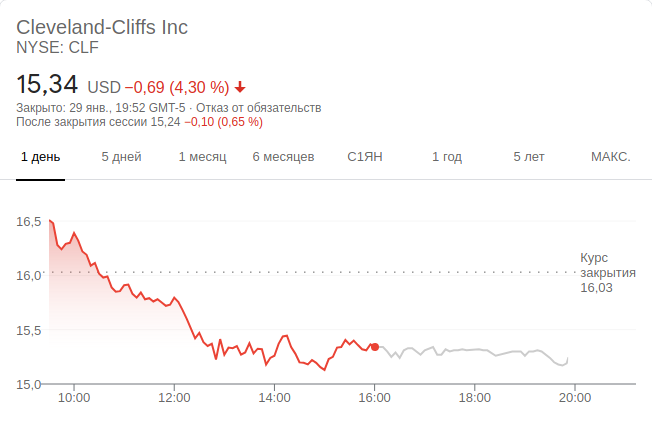 Cleveland-Cliffs Inc
NYSE: CLF
15,34 USD −0,69 (4,30 %)
Закрыто: 29 янв., 19:52 GMT-5 · Отказ от обязательств
После закрытия сессии 15,24 −0,10 (0,65 %)
1 день 5 дней 1 месяц 6 месяцев С1ЯН 1 год 5 лет МАКС.
16,5
Курс
16,0 закрытия
16,03
15,5
15,0
10:00 12:00 14:00 16:00 18:00 20:00